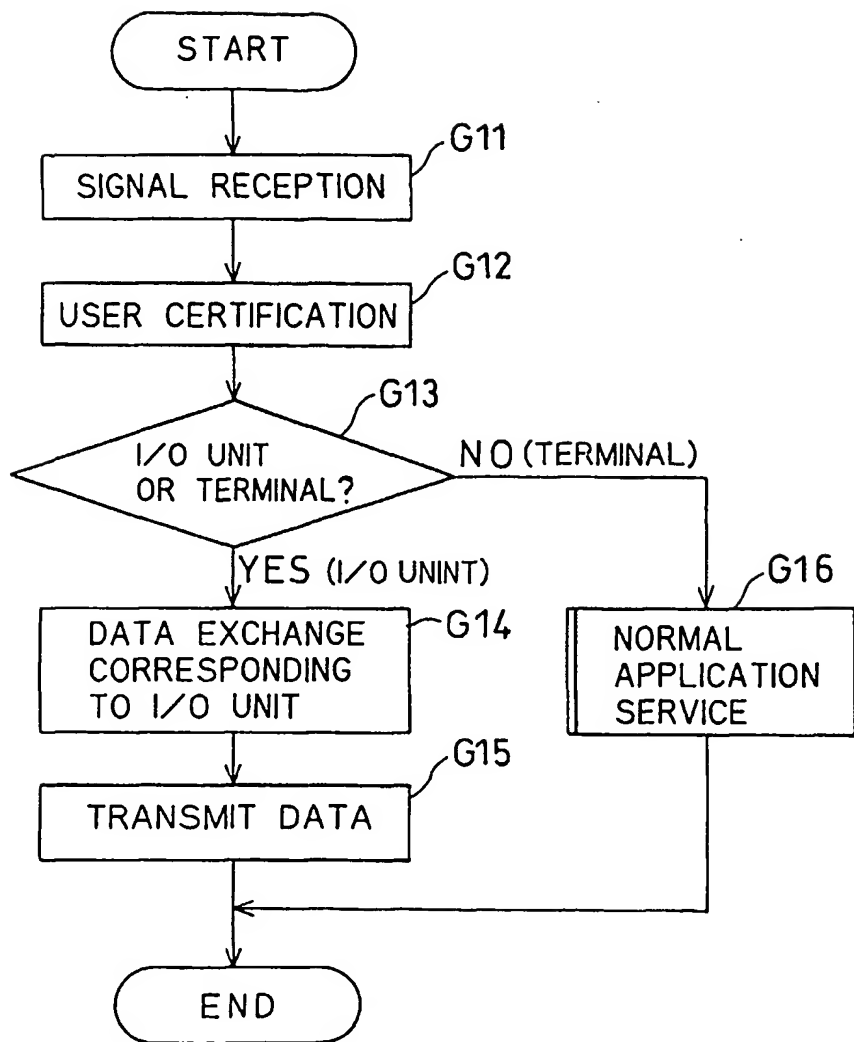 START
G11
SIGNAL RECEPTION
G12
USER CERTIFICATION
G13
I/O UNIT
OR TERMINAL?
NO (TERMINAL)
YES (I/O UNINT)
G14
DATA EXCHANGE
CORRESPONDING
TO I/O UNIT
G16
NORMAL
APPLICATION
SERVICE
G15
TRANSMIT DATA
END